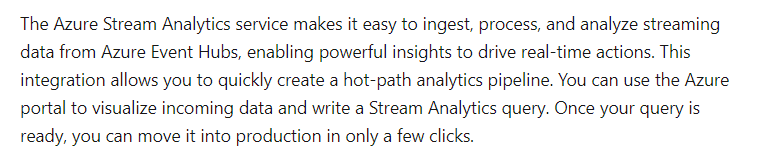 The Azure Stream Analytics service makes it easy to ingest, process, and analyze streaming
data from Azure Event Hubs, enabling powerful insights to drive real-time actions. This
integration allows you to quickly create a hot-path analytics pipeline. You can use the Azure
portal to visualize incoming data and write a Stream Analytics query. Once your query is
ready, you can move it into production in only a few clicks.